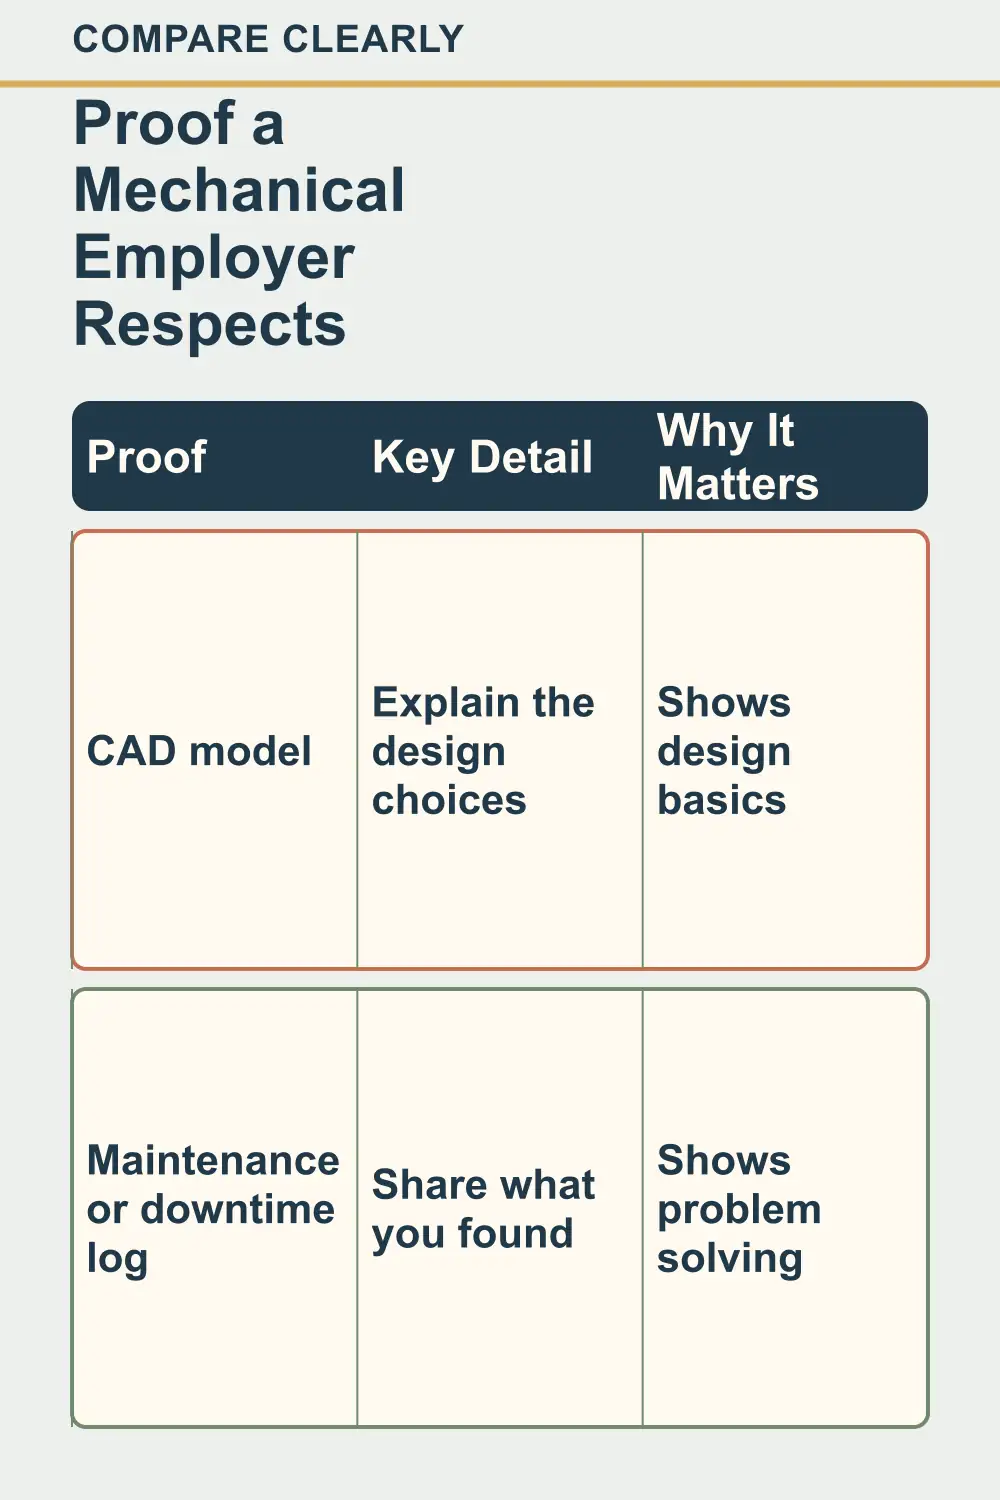 COMPARE CLEARLY
Proof a
Mechanical
Employer
Respects
Proof
Key Detail
Why It
Matters
CAD model
Explain the
design
choices
Shows
design
basics
Maintenance
or downtime
log
Share what
you found
Shows
problem
solving